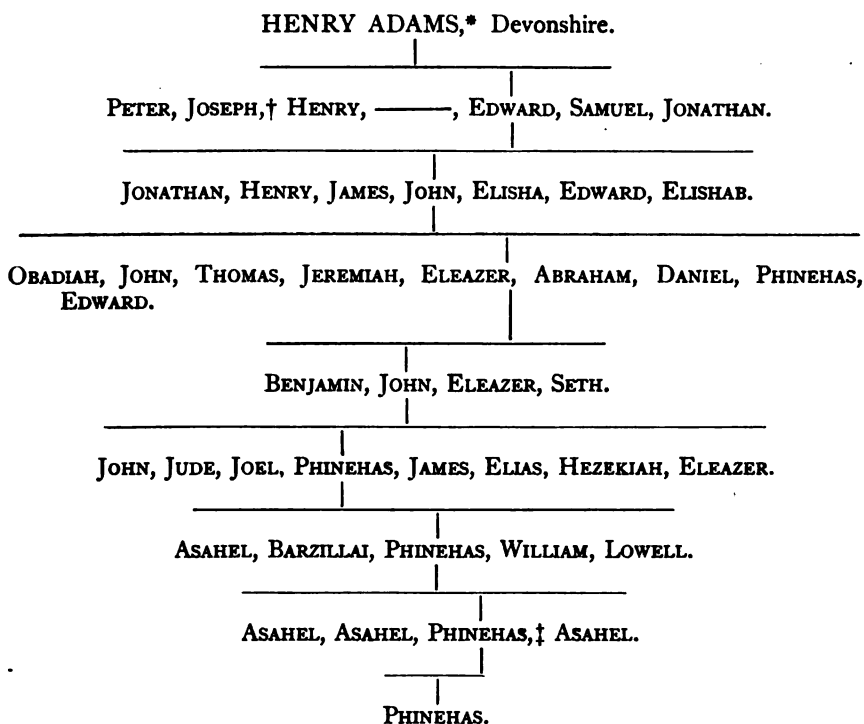 HENRY ADAMS,* Devonshire.
PETER, JOSEPH,† HENRY, ———, EDWARD, SAMUEL, JONATHAN.
JONATHAN, HENRY, JAMES, JOHN, ELISHA, EDWARD, ELISHAB.
OBADIAH, JOHN, THOMAS, JEREMIAH, ELEAZER, ABRAHAM, DANIEL, PHINEHAS,
EDWARD.
BENJAMIN, JOHN, ELEAZER, SETH.
JOHN, JUDE, JOEL, PHINEHAS, JAMES, ELIAS, HEZEKIAH, ELEAZER.
ASAHEL, BARZILLAI, PHINEHAS, WILLIAM, LOWELL.
ASAHEL, ASAHEL, PHINEHAS,‡ ASAHEL.
PHINEHAS.